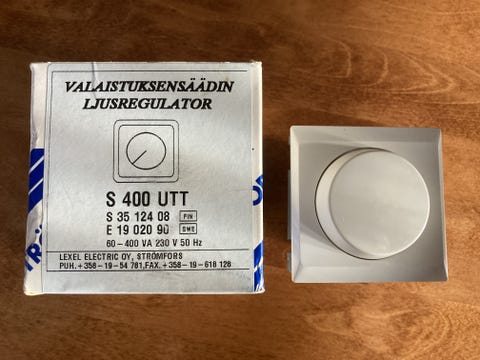 VALAISTUKSENSÄÄDIN
LJUSREGULATOR
S 400 UTT
S 35 124 08 FIN
E 19 020 90 SWE
60-400 VA 230 V 50 Hz
LEXEL ELECTRIC OY, STRÖMFORS
PUH.+358-19-54 761,FAX.+358-19-618 128